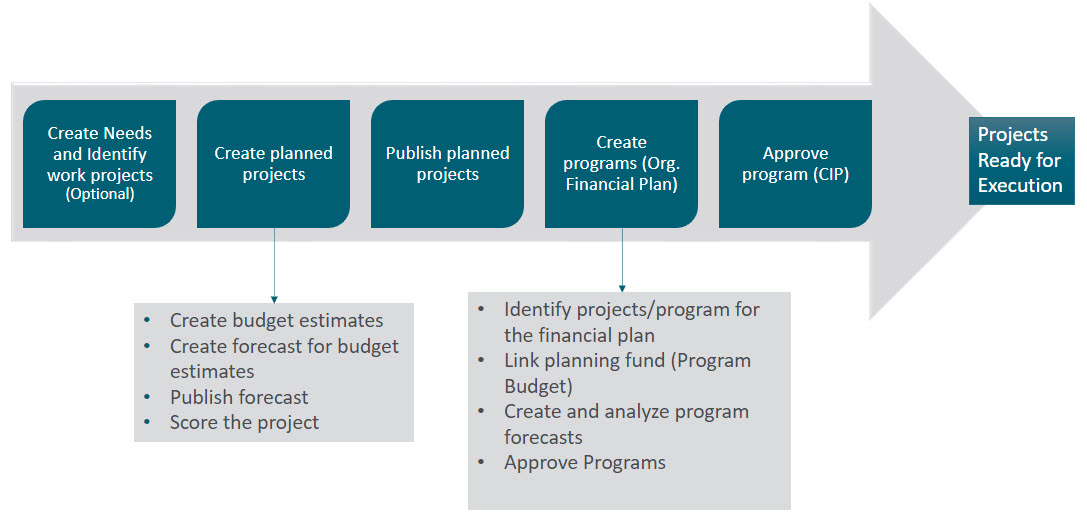 Create Needs
and Identify
work projects
(Optional)
Create planned
projects
Publish planned
projects
Create
programs (Org.
Financial Plan)
Approve
program (CIP)
Projects
Ready for
Execution
• Create budget estimates
• Create forecast for budget
estimates
• Publish forecast
• Score the project
• Identify projects/program for
the financial plan
• Link planning fund (Program
Budget)
• Create and analyze program
forecasts
• Approve Programs